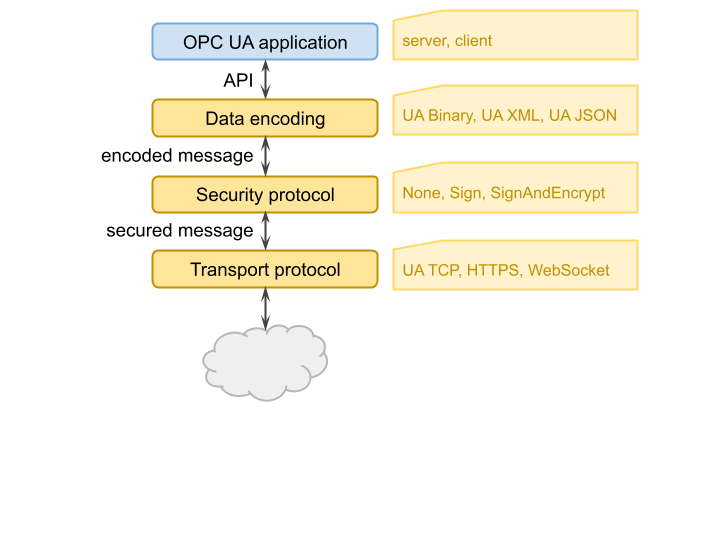 OPC UA application
server, client
API
Data encoding
UA Binary, UA XML, UA JSON
encoded message
Security protocol
None, Sign, SignAndEncrypt
secured message
Transport protocol
UA TCP, HTTPS, WebSocket